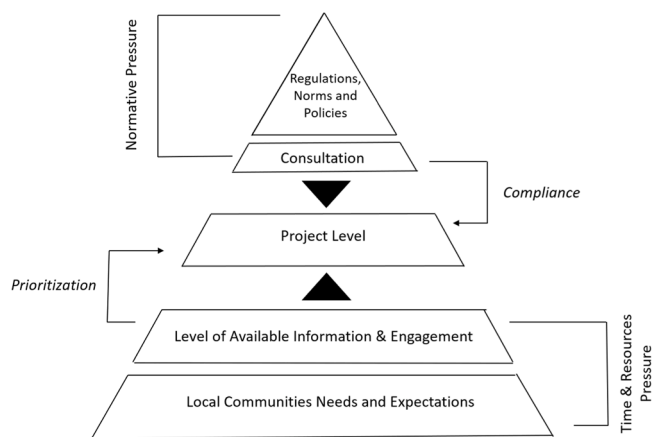 Normative Pressure
Regulations,
Norms and
Policies
Consultation
Compliance
Project Level
Prioritization
Level of Available Information & Engagement
Local Communities Needs and Expectations
Time & Resources
Pressure